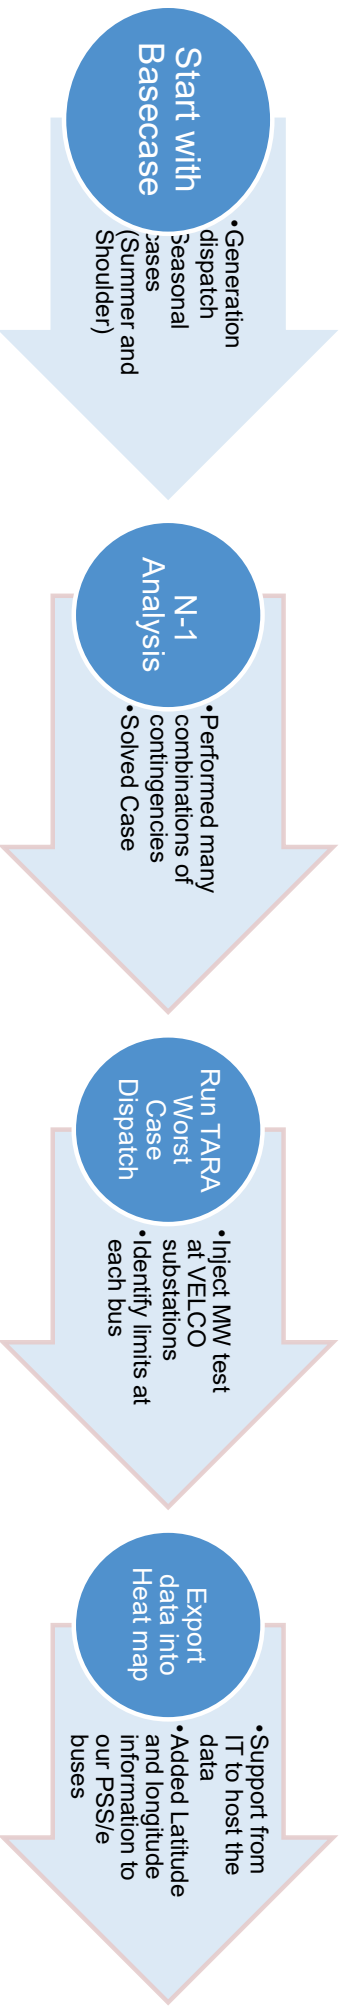 Start with
Basecase
•Generation
dispatch
Seasonal
cases
(Summer and
Shoulder)
N-1
Analysis
•Performed many
combinations of
contingencies
•Solved Case
Run TARA
Worst
Case
Dispatch
•Inject MW test
at VELCO
substations
•Identify limits at
each bus
Export
data into
Heat map
•Support from
IT to host the
data
•Added Latitude
and longitude
information to
our PSS/e
buses